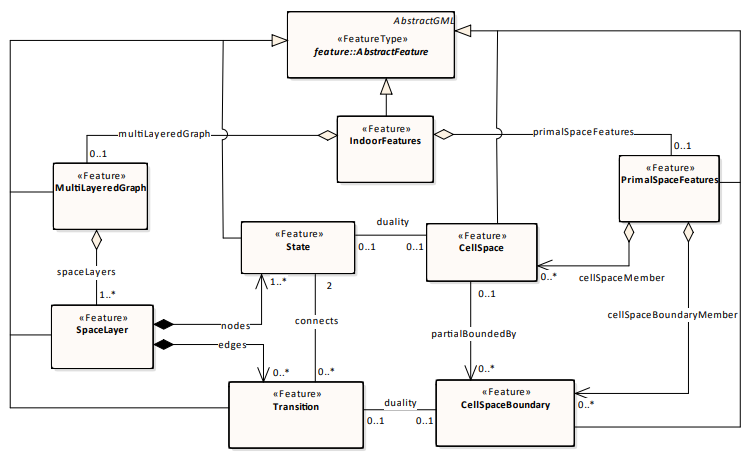 AbstractGML
«FeatureType»
feature::AbstractFeature
«Feature»
IndoorFeatures
multiLayeredGraph
primalSpaceFeatures
0..1
0..1
«Feature»
MultiLayeredGraph
«Feature»
PrimalSpaceFeatures
«Feature»
State
duality
0..1
0..1
«Feature»
CellSpace
spaceLayers
1..*
1..*
2
0..1
0..*
cellSpaceMember
cellSpaceBoundaryMember
«Feature»
SpaceLayer
nodes
connects
edges
partialBoundedBy
0..*
0..*
0..*
0..*
«Feature»
Transition
duality
0..1
0..1
«Feature»
CellSpaceBoundary